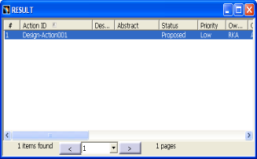 RESULT
# Action ID Des... Abstract Status Priority Ow...
1 Design-Action001 Proposed Low RKA
1 items found < 1 > 1 pages